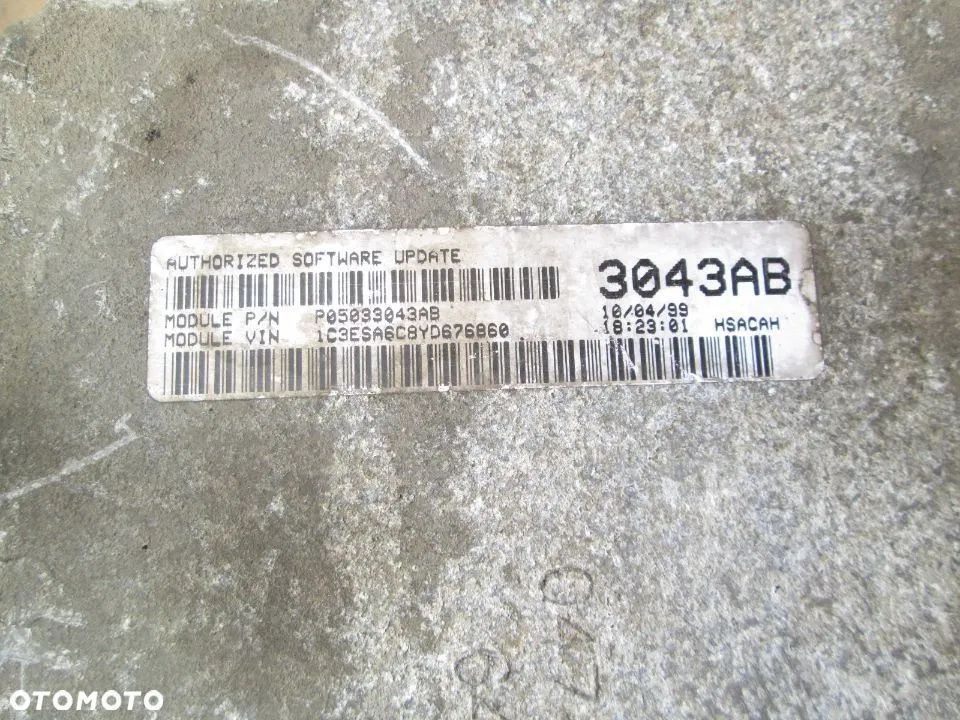 AUTHORIZED SOFTWARE UPDATE
3043AB
MODULE P/N P05033043AB
10/04/99
MODULE VIN 1C3ESA6C8YD676860
18:23:01 HSACAH
OTOMOTO